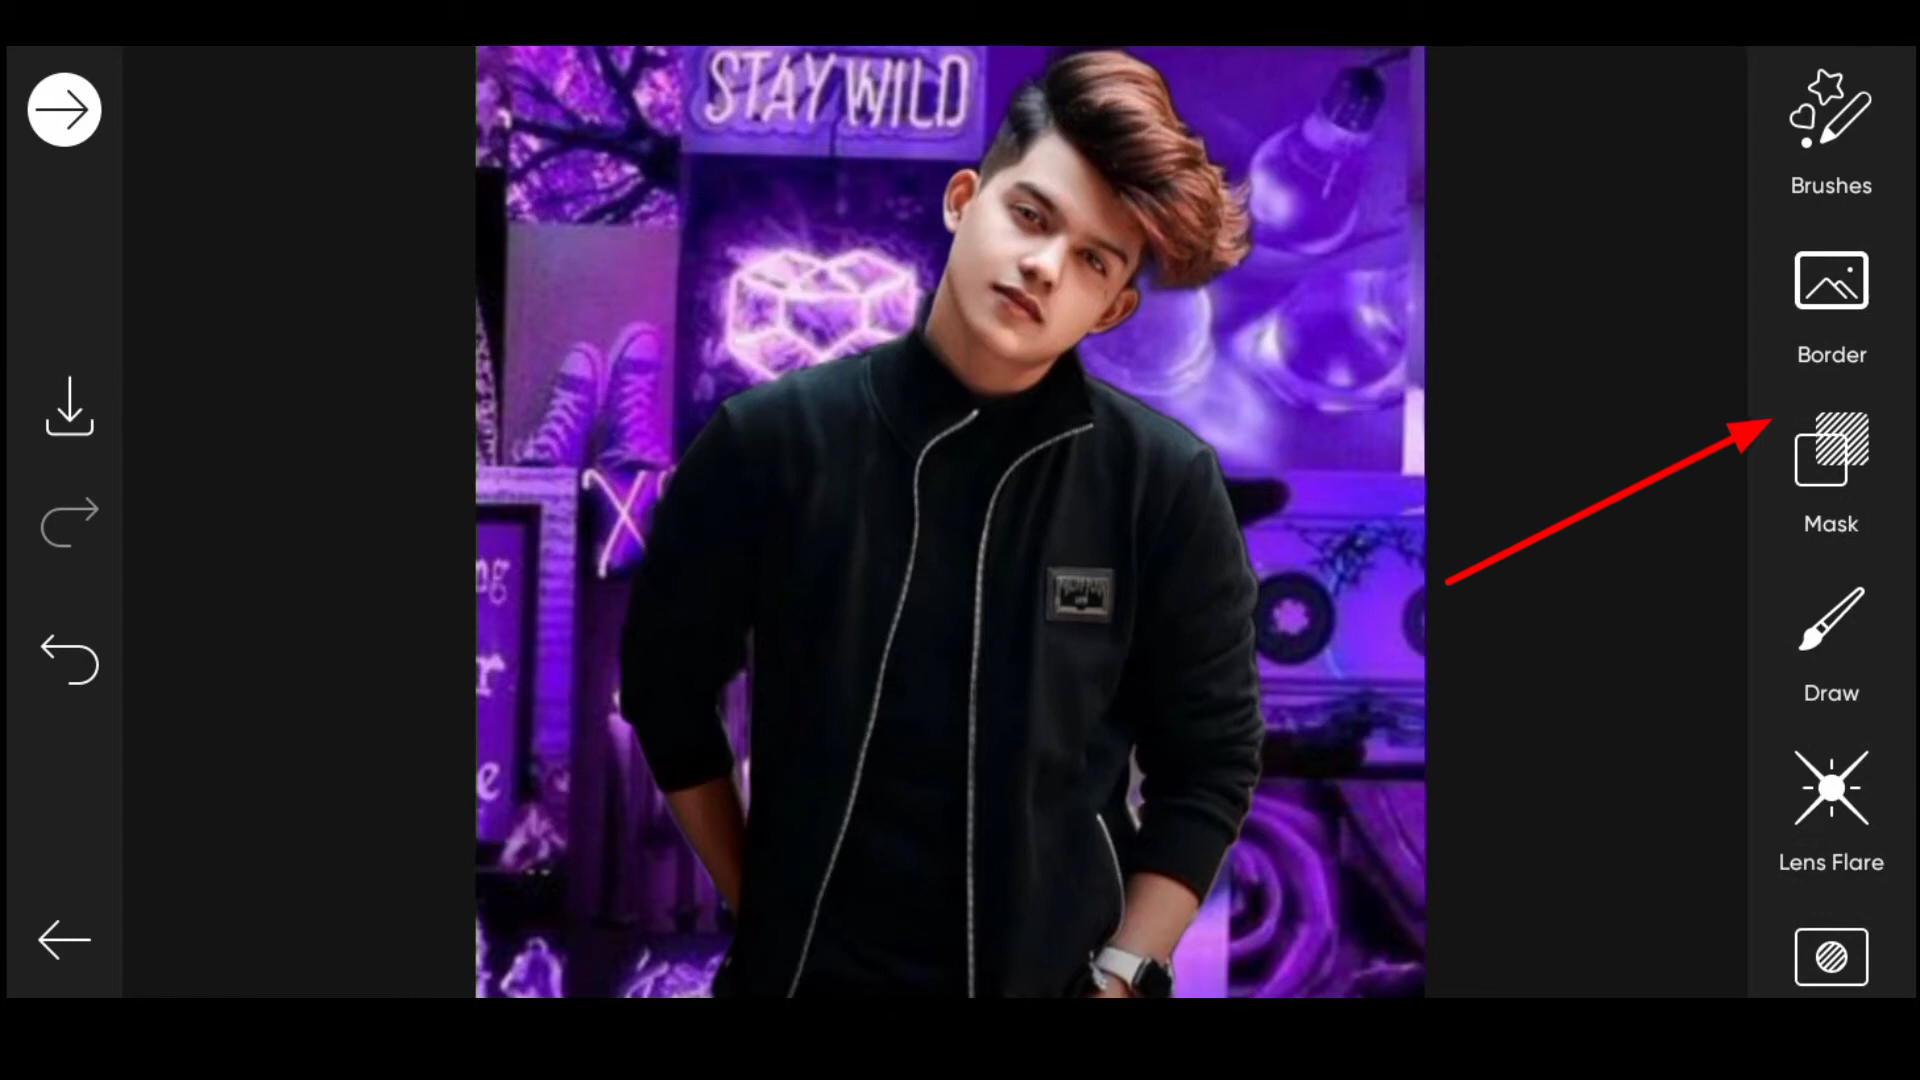 STAY WILD
Brushes
Border
Mask
Draw
Lens Flare